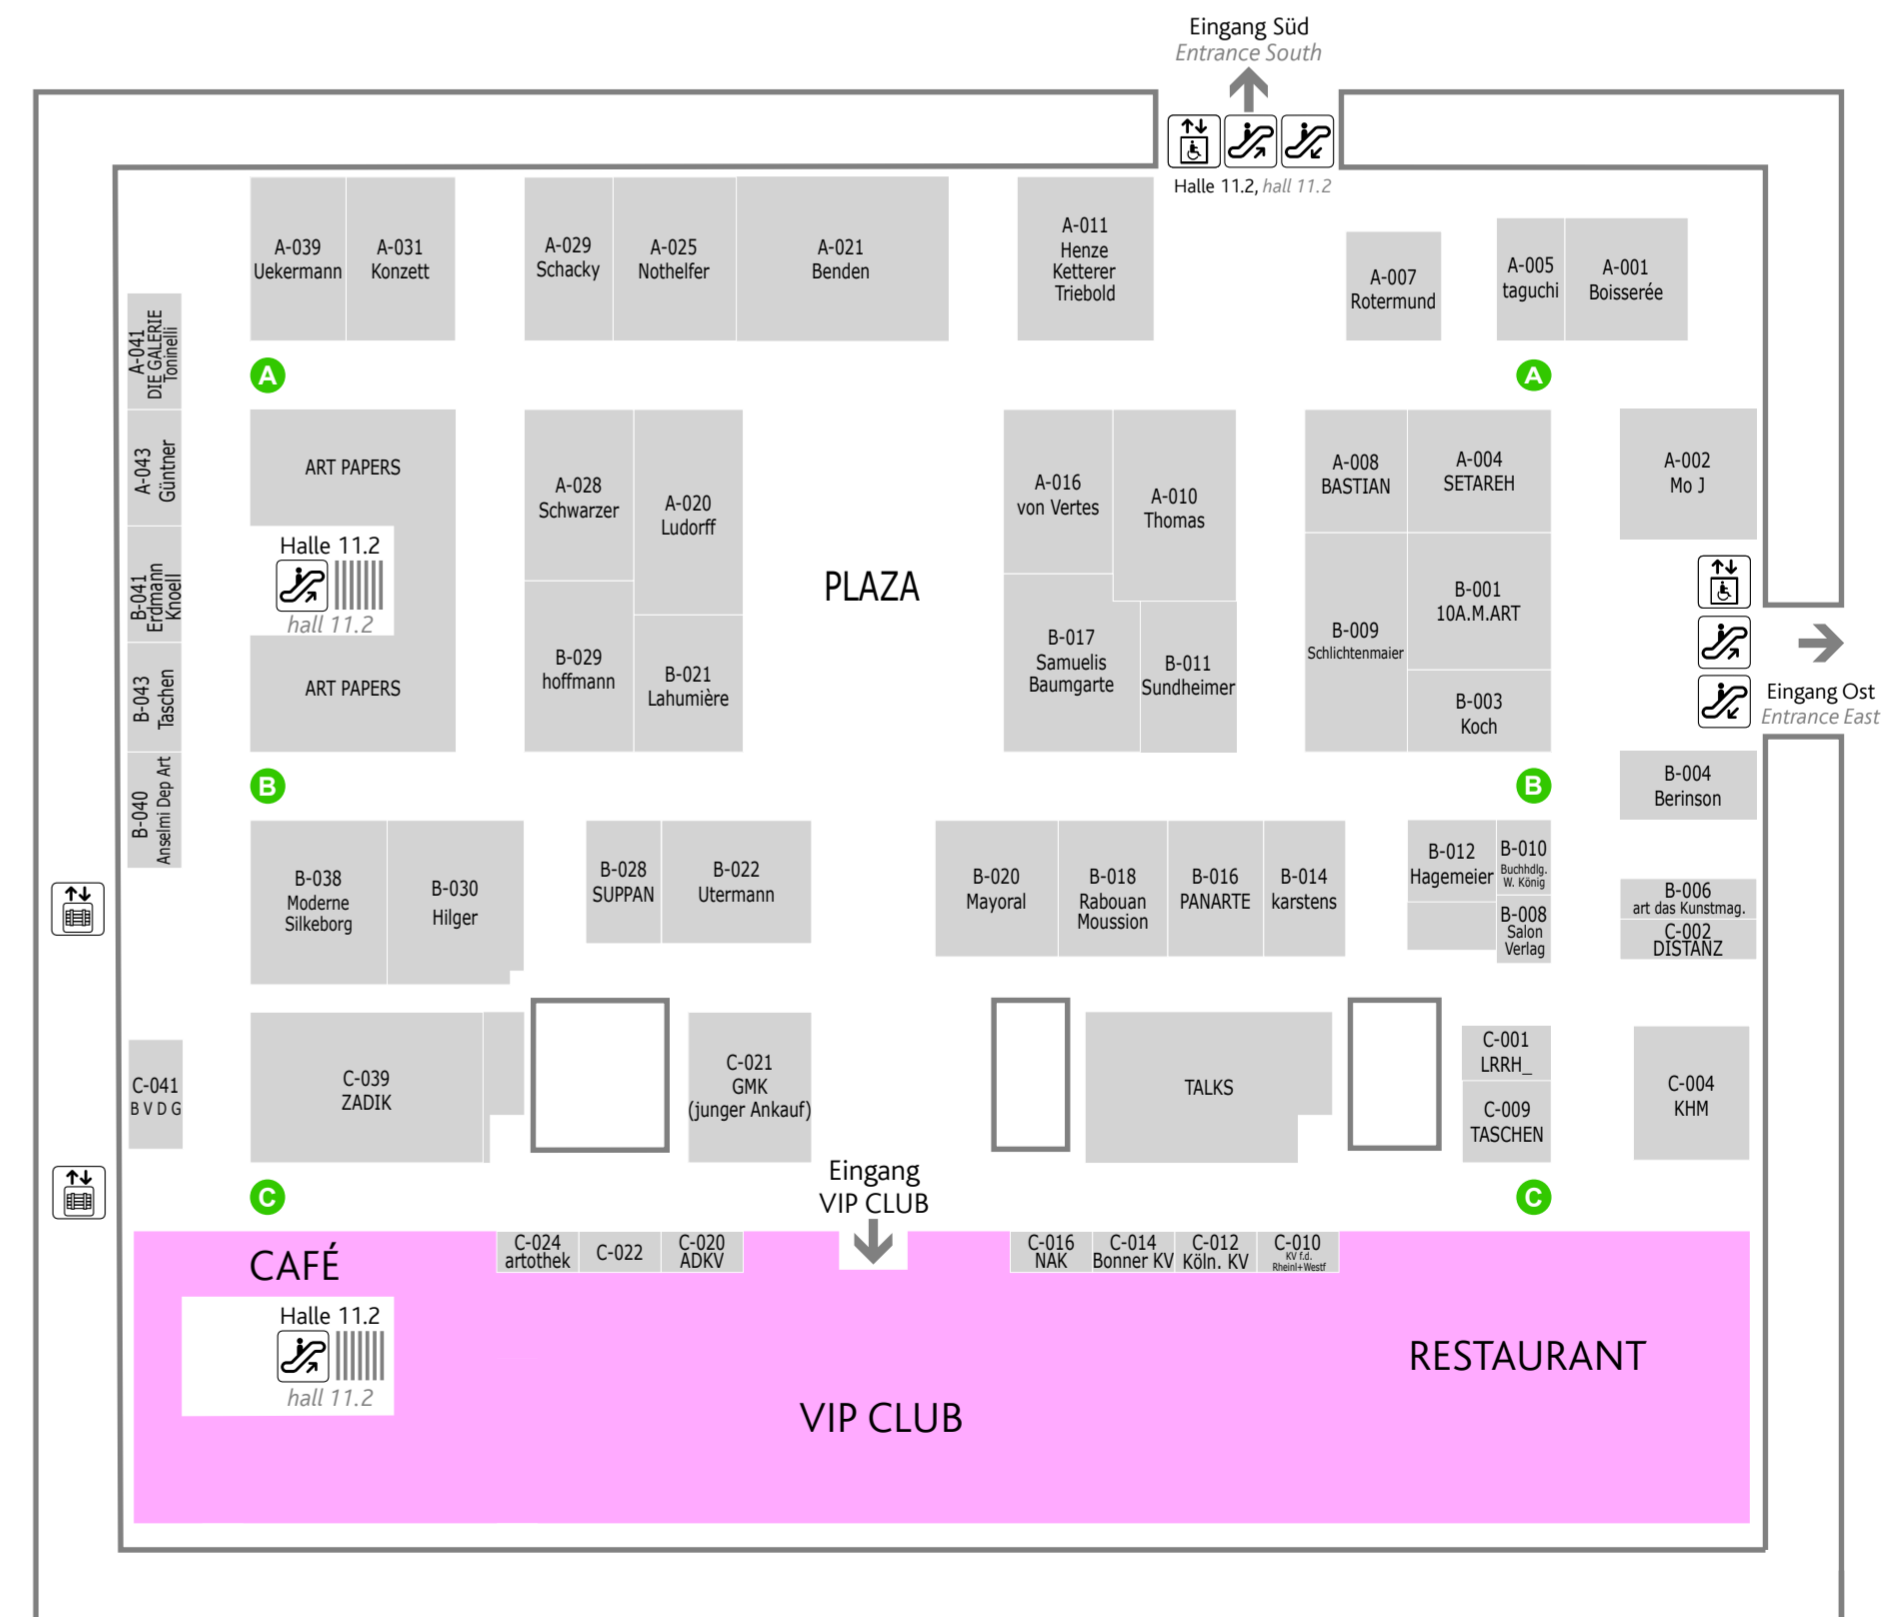 Eingang Süd
Entrance South
Halle 11.2, hall 11.2
A-039
Uekermann
A-031
Konzett
A-029
Schacky
A-025
Nothelfer
A-021
Benden
A-011
Henze
Ketterer
Triebold
A-007
Rotermund
A-005
taguchi
A-001
Boisserée
A-041
DIE GALERIE
Toninelli
A
A
A-043
Güntner
ART PAPERS
Halle 11.2
hall 11.2
ART PAPERS
A-028
Schwarzer
A-020
Ludorff
PLAZA
A-016
von Vertes
A-010
Thomas
A-008
BASTIAN
A-004
SETAREH
A-002
Mo J
B-041
Erdmann
Knoell
B-043
Taschen
B-029
hoffmann
B-021
Lahumière
B-017
Samuelis
Baumgarte
B-011
Sundheimer
B-009
Schlichtenmaier
B-001
10A.M.ART
B-003
Koch
Eingang Ost
Entrance East
B-040
Anselmi Dep Art
B
B
B-004
Berinson
B-038
Moderne
Silkeborg
B-030
Hilger
B-028
SUPPAN
B-022
Utermann
B-020
Mayoral
B-018
Rabouan
Moussion
B-016
PANARTE
B-014
karstens
B-012
Hagemeier
B-010
Buchhdlg.
W. König
B-008
Salon
Verlag
B-006
art das Kunstmag.
C-002
DISTANZ
C-041
B V D G
C-039
ZADIK
C-021
GMK
(junger Ankauf)
TALKS
C-001
LRRH_
C-009
TASCHEN
C-004
KHM
C
Eingang
VIP CLUB
C
CAFÉ
C-024
artothek
C-022
C-020
ADKV
C-016
NAK
C-014
Bonner KV
C-012
Köln. KV
C-010
KV f.d.
Rheinl+Westf
Halle 11.2
hall 11.2
RESTAURANT
VIP CLUB